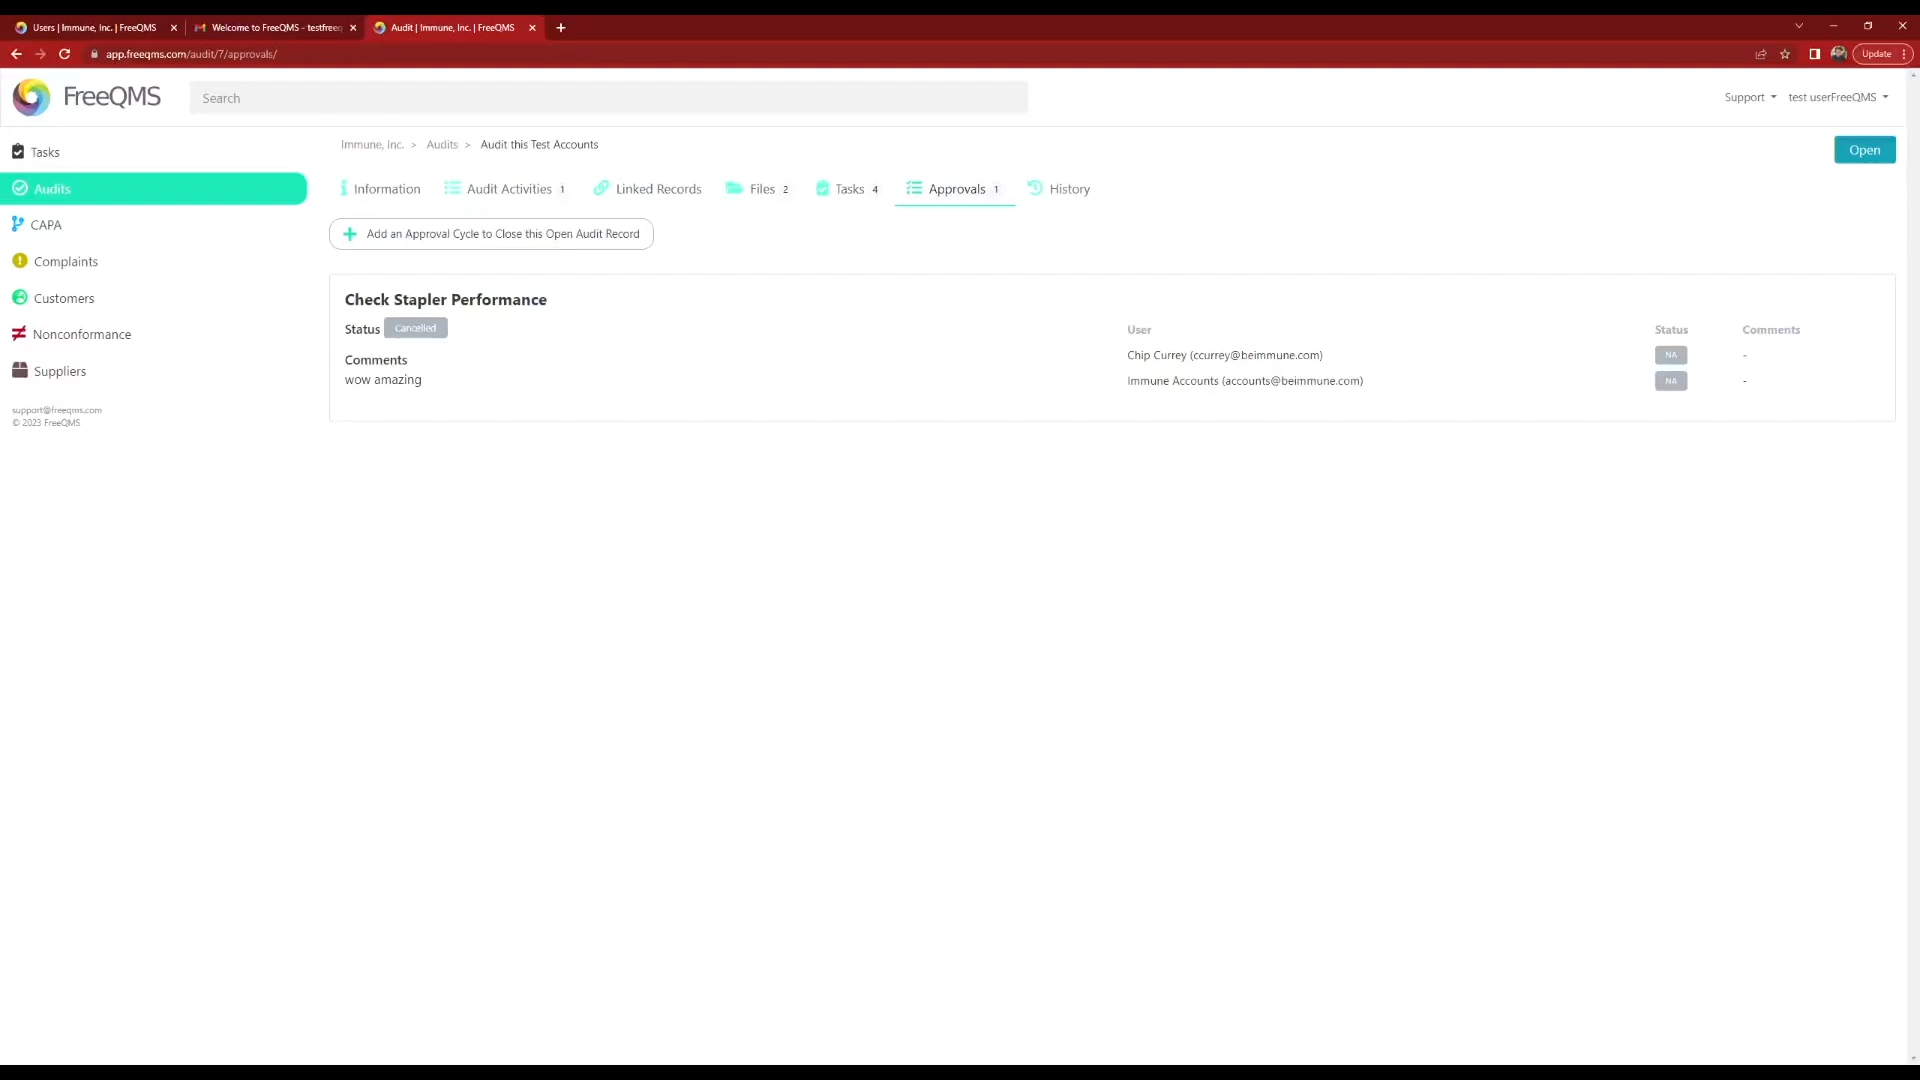 Users | Immune, Inc. | FreeQMS
Welcome to FreeQMS - testfreeq
Audit | Immune, Inc. | FreeQMS
app.freeqms.com/audit/7/approvals/
Update
FreeQMS
Search
Support
test userFreeQMS
Tasks
Audits
CAPA
Complaints
Customers
Nonconformance
Suppliers
support@freeqms.com
© 2023 FreeQMS
Immune, Inc. > Audits > Audit this Test Accounts
Open
Information
Audit Activities 1
Linked Records
Files 2
Tasks 4
Approvals 1
History
Add an Approval Cycle to Close this Open Audit Record
Check Stapler Performance
Status Cancelled
Comments
wow amazing
User Status Comments
Chip Currey (ccurrey@beimmune.com) NA -
Immune Accounts (accounts@beimmune.com) NA -